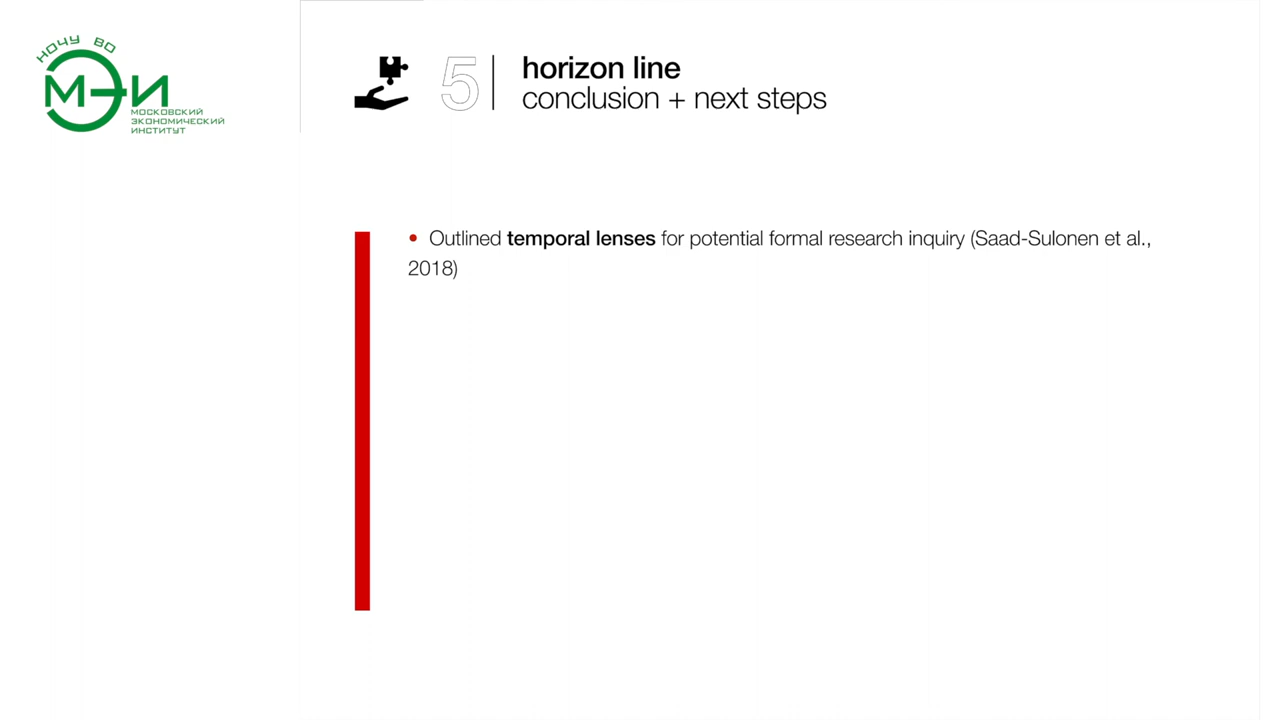 НОЧУ ВО
МЭИ
МОСКОВСКИЙ
ЭКОНОМИЧЕСКИЙ
ИНСТИТУТ
5
horizon line
conclusion + next steps
• Outlined temporal lenses for potential formal research inquiry (Saad-Sulonen et al.,
2018)